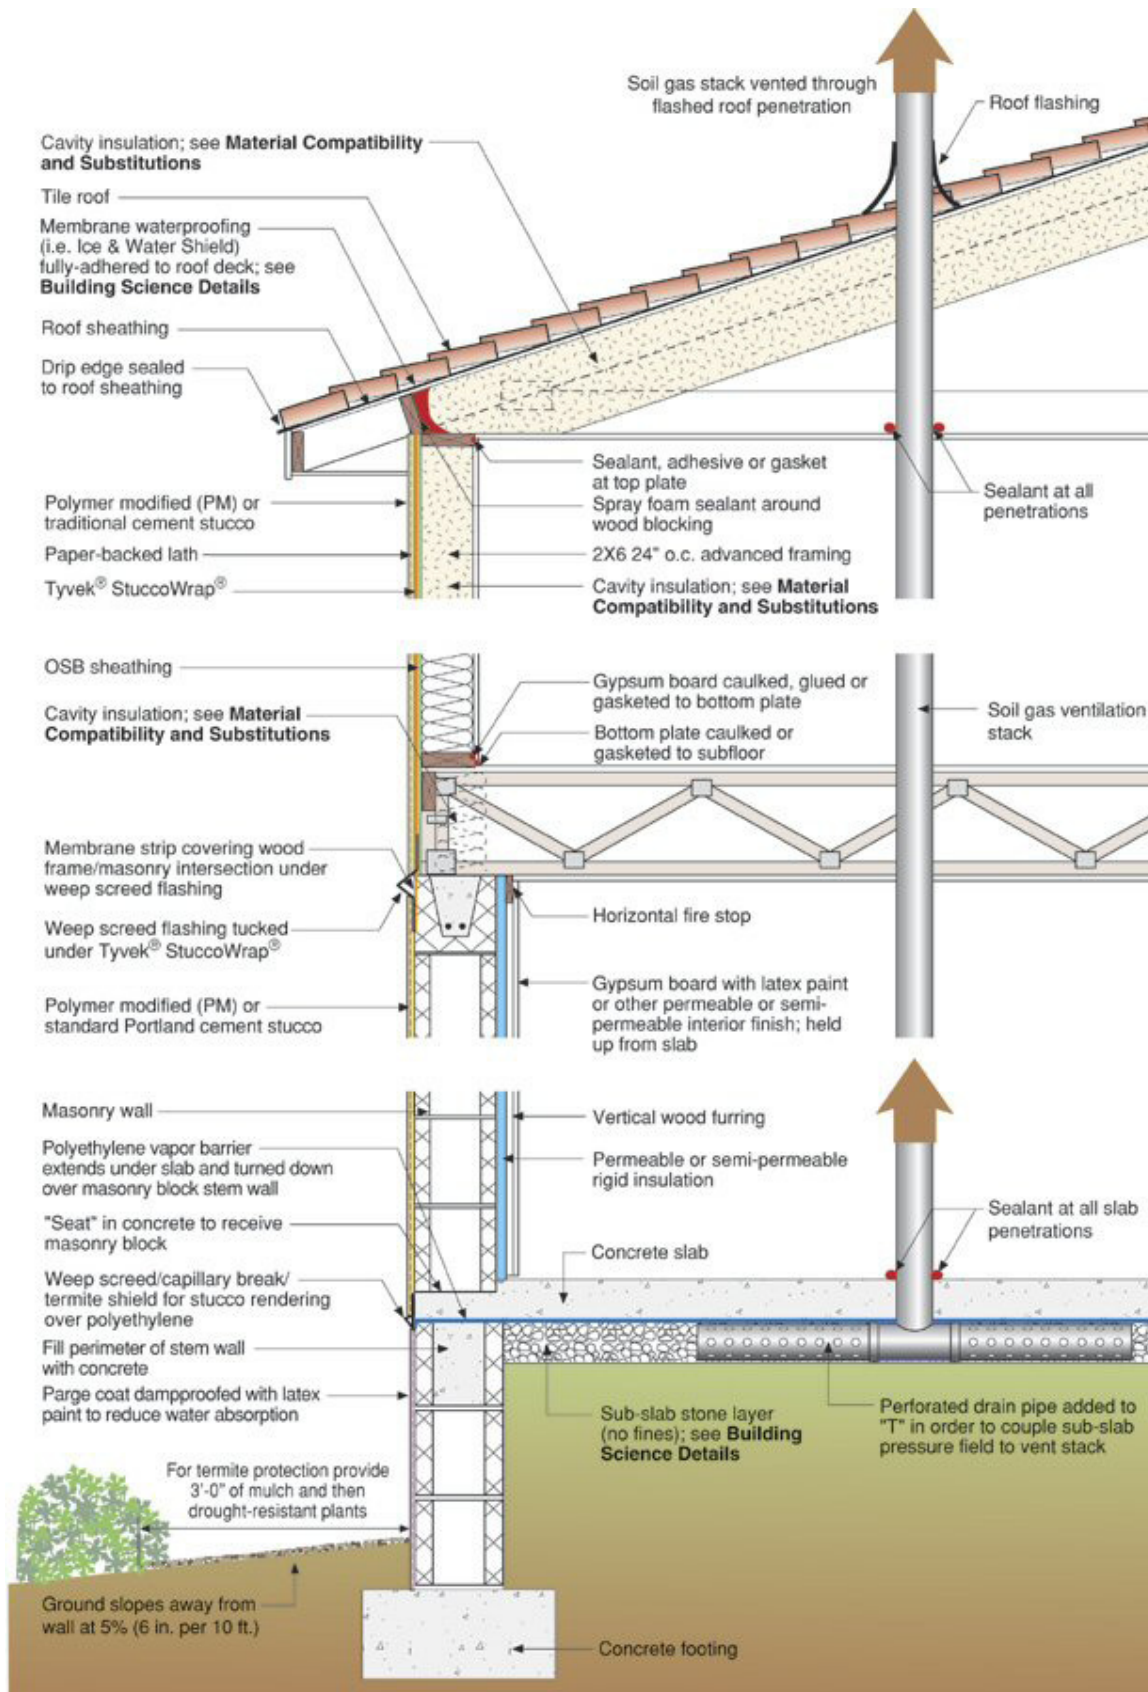 Soil gas stack vented through
flashed roof penetration
Roof flashing
Cavity insulation; see Material Compatibility
and Substitutions
Tile roof
Membrane waterproofing
(i.e. Ice & Water Shield)
fully-adhered to roof deck; see
Building Science Details
Roof sheathing
Drip edge sealed
to roof sheathing
Sealant, adhesive or gasket
at top plate
Spray foam sealant around
wood blocking
Sealant at all
penetrations
Polymer modified (PM) or
traditional cement stucco
Paper-backed lath
2X6 24" o.c. advanced framing
Tyvek® StuccoWrap®
Cavity insulation; see Material
Compatibility and Substitutions
OSB sheathing
Gypsum board caulked, glued or
gasketed to bottom plate
Cavity insulation; see Material
Compatibility and Substitutions
Bottom plate caulked or
gasketed to subfloor
Soil gas ventilation
stack
Membrane strip covering wood
frame/masonry intersection under
weep screed flashing
Horizontal fire stop
Weep screed flashing tucked
under Tyvek® StuccoWrap®
Gypsum board with latex paint
or other permeable or semi-
permeable interior finish; held
up from slab
Polymer modified (PM) or
standard Portland cement stucco
Masonry wall
Vertical wood furring
Polyethylene vapor barrier
extends under slab and turned down
over masonry block stem wall
Permeable or semi-permeable
rigid insulation
Sealant at all slab
penetrations
"Seat" in concrete to receive
masonry block
Concrete slab
Weep screed/capillary break/
termite shield for stucco rendering
over polyethylene
Fill perimeter of stem wall
with concrete
Parge coat dampproofed with latex
paint to reduce water absorption
Sub-slab stone layer
(no fines); see Building
Science Details
Perforated drain pipe added to
"T" in order to couple sub-slab
pressure field to vent stack
For termite protection provide
3'-0" of mulch and then
drought-resistant plants
Ground slopes away from
wall at 5% (6 in. per 10 ft.)
Concrete footing